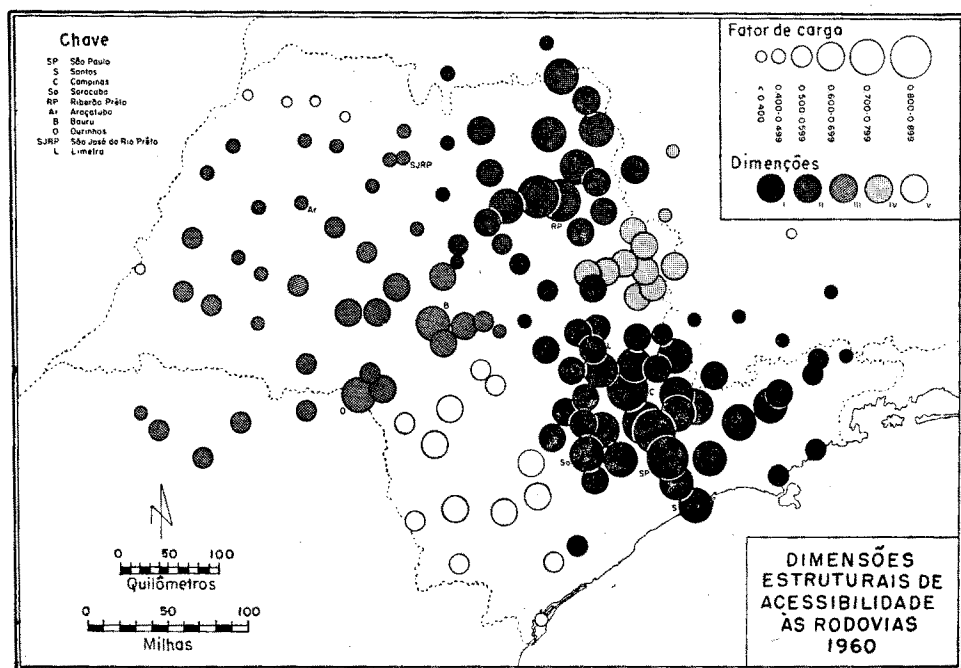 Chave
SP São Paulo
S Santos
C Campinas
So Sorocaba
RP Ribeirão Prêto
Ar Araçatuba
B Bauru
O Ourinhos
SJRP São José do Rio Prêto
L Limeira
Fator de carga
< 0.400
0.400-0.499
0.500-0.599
0.600-0.699
0.700-0.799
0.800-0.899
Dimenções
I II III IV V
SJRP
Ar
RP
B
L
C
O
So
SP
S
0 50 100
Quilômetros
0 50 100
Milhas
DIMENSÕES
ESTRUTURAIS DE
ACESSIBILIDADE
ÀS RODOVIAS
1960